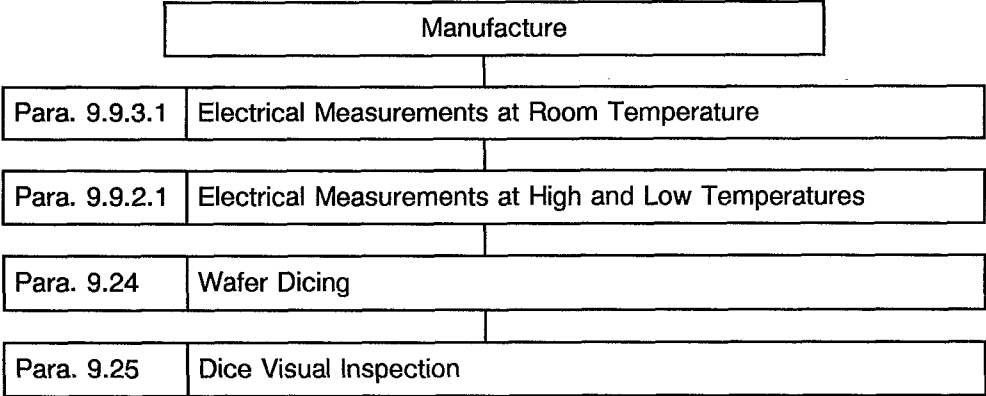 Manufacture
Para. 9.9.3.1 Electrical Measurements at Room Temperature
Para. 9.9.2.1 Electrical Measurements at High and Low Temperatures
Para. 9.24 Wafer Dicing
Para. 9.25 Dice Visual Inspection